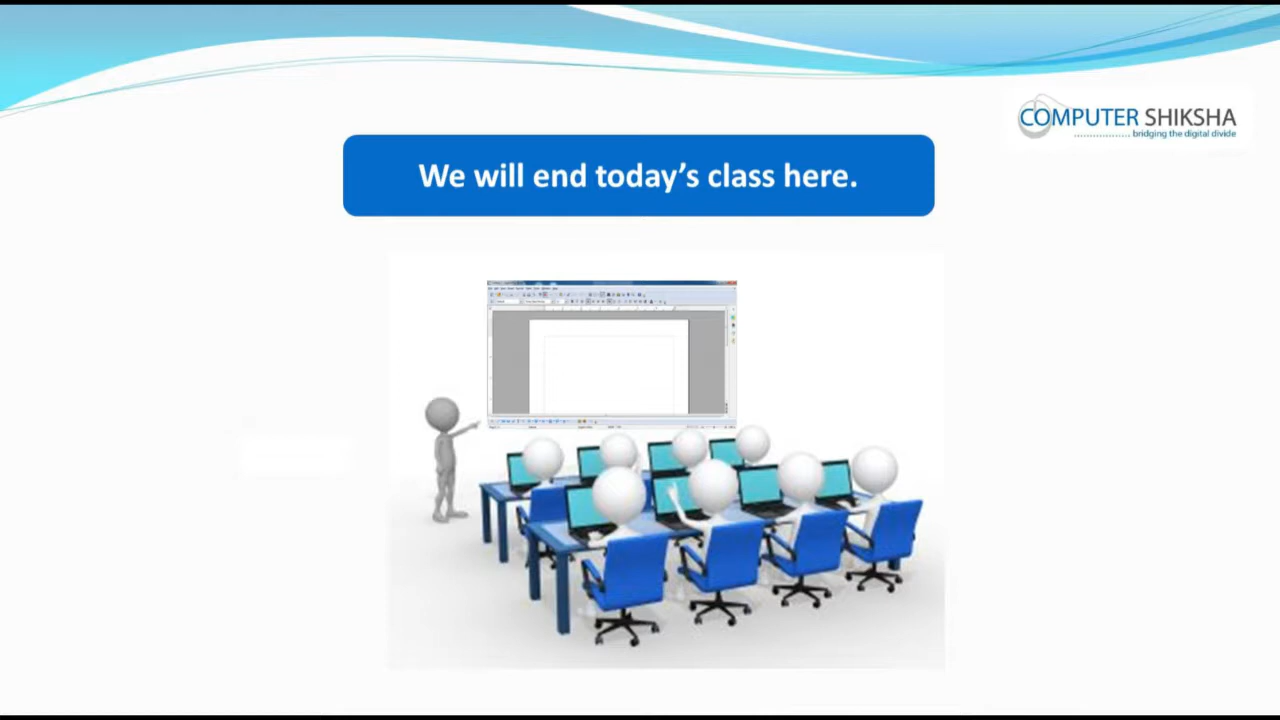 COMPUTER SHIKSHA
bridging the digital divide
We will end today's class here.